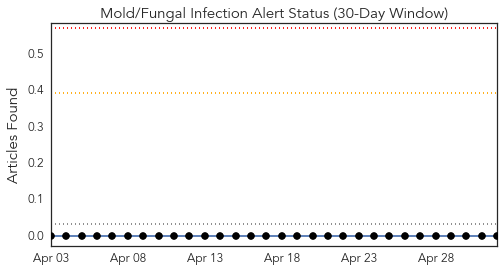 Mold/Fungal Infection Alert Status (30-Day Window)
Articles Found
0.5
0.4
0.3
0.2
0.1
0.0
Apr 03 Apr 08 Apr 13 Apr 18 Apr 23 Apr 28